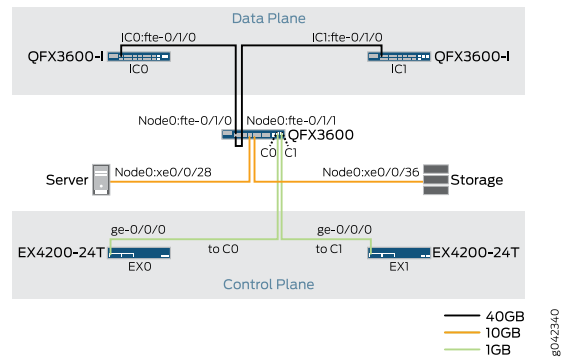 Data Plane
IC0:fte-0/1/0
IC1:fte-0/1/0
QFX3600-I
IC0
IC1
QFX3600-I
Node0:fte-0/1/0
Node0:fte-0/1/1
QFX3600
C0
C1
Server
Node0:xe0/0/28
Node0:xe0/0/36
Storage
ge-0/0/0
ge-0/0/0
EX4200-24T
EX0
to C0
to C1
EX1
EX4200-24T
Control Plane
40GB
10GB
1GB
g042340